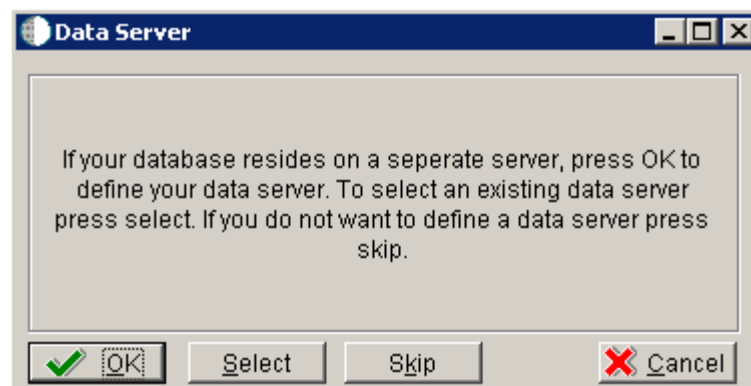 Data Server
If your database resides on a seperate server, press OK to
define your data server. To select an existing data server
press select. If you do not want to define a data server press
skip.
OK
Select
Skip
Cancel